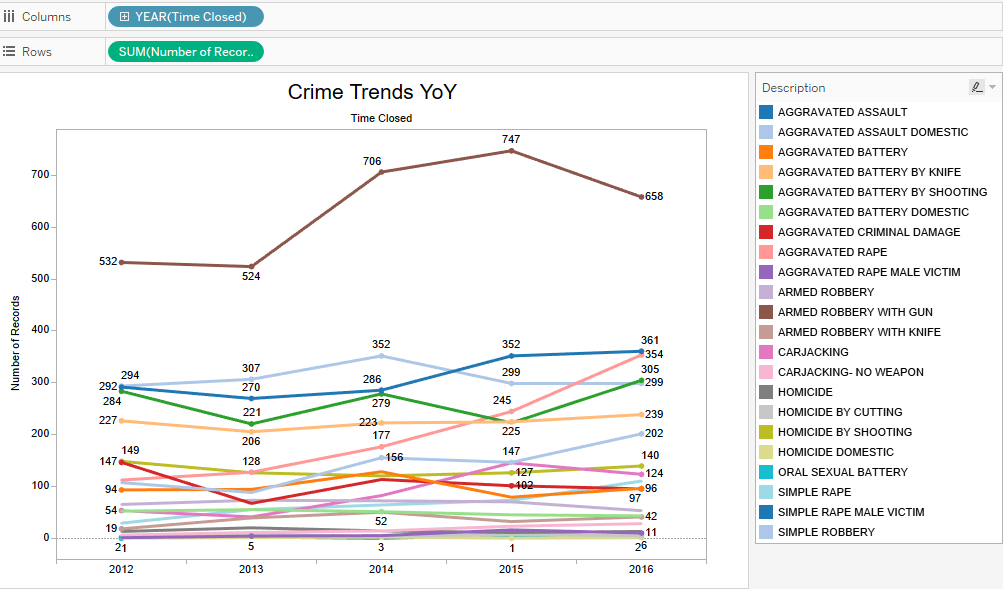 Columns
YEAR(Time Closed)
Rows
SUM(Number of Recor..
Crime Trends YoY
Time Closed
Number of Records
700
600
500
400
300
200
100
0
747
706
658
532
524
352
352
361
354
294
307
286
299
305
292
270
299
284
279
245
221
227
223
239
206
225
177
202
149
147
140
147
128
156
127
124
102
94
96
97
54
52
42
19
11
21
5
3
1
26
2012
2013
2014
2015
2016
Description
AGGRAVATED ASSAULT
AGGRAVATED ASSAULT DOMESTIC
AGGRAVATED BATTERY
AGGRAVATED BATTERY BY KNIFE
AGGRAVATED BATTERY BY SHOOTING
AGGRAVATED BATTERY DOMESTIC
AGGRAVATED CRIMINAL DAMAGE
AGGRAVATED RAPE
AGGRAVATED RAPE MALE VICTIM
ARMED ROBBERY
ARMED ROBBERY WITH GUN
ARMED ROBBERY WITH KNIFE
CARJACKING
CARJACKING- NO WEAPON
HOMICIDE
HOMICIDE BY CUTTING
HOMICIDE BY SHOOTING
HOMICIDE DOMESTIC
ORAL SEXUAL BATTERY
SIMPLE RAPE
SIMPLE RAPE MALE VICTIM
SIMPLE ROBBERY